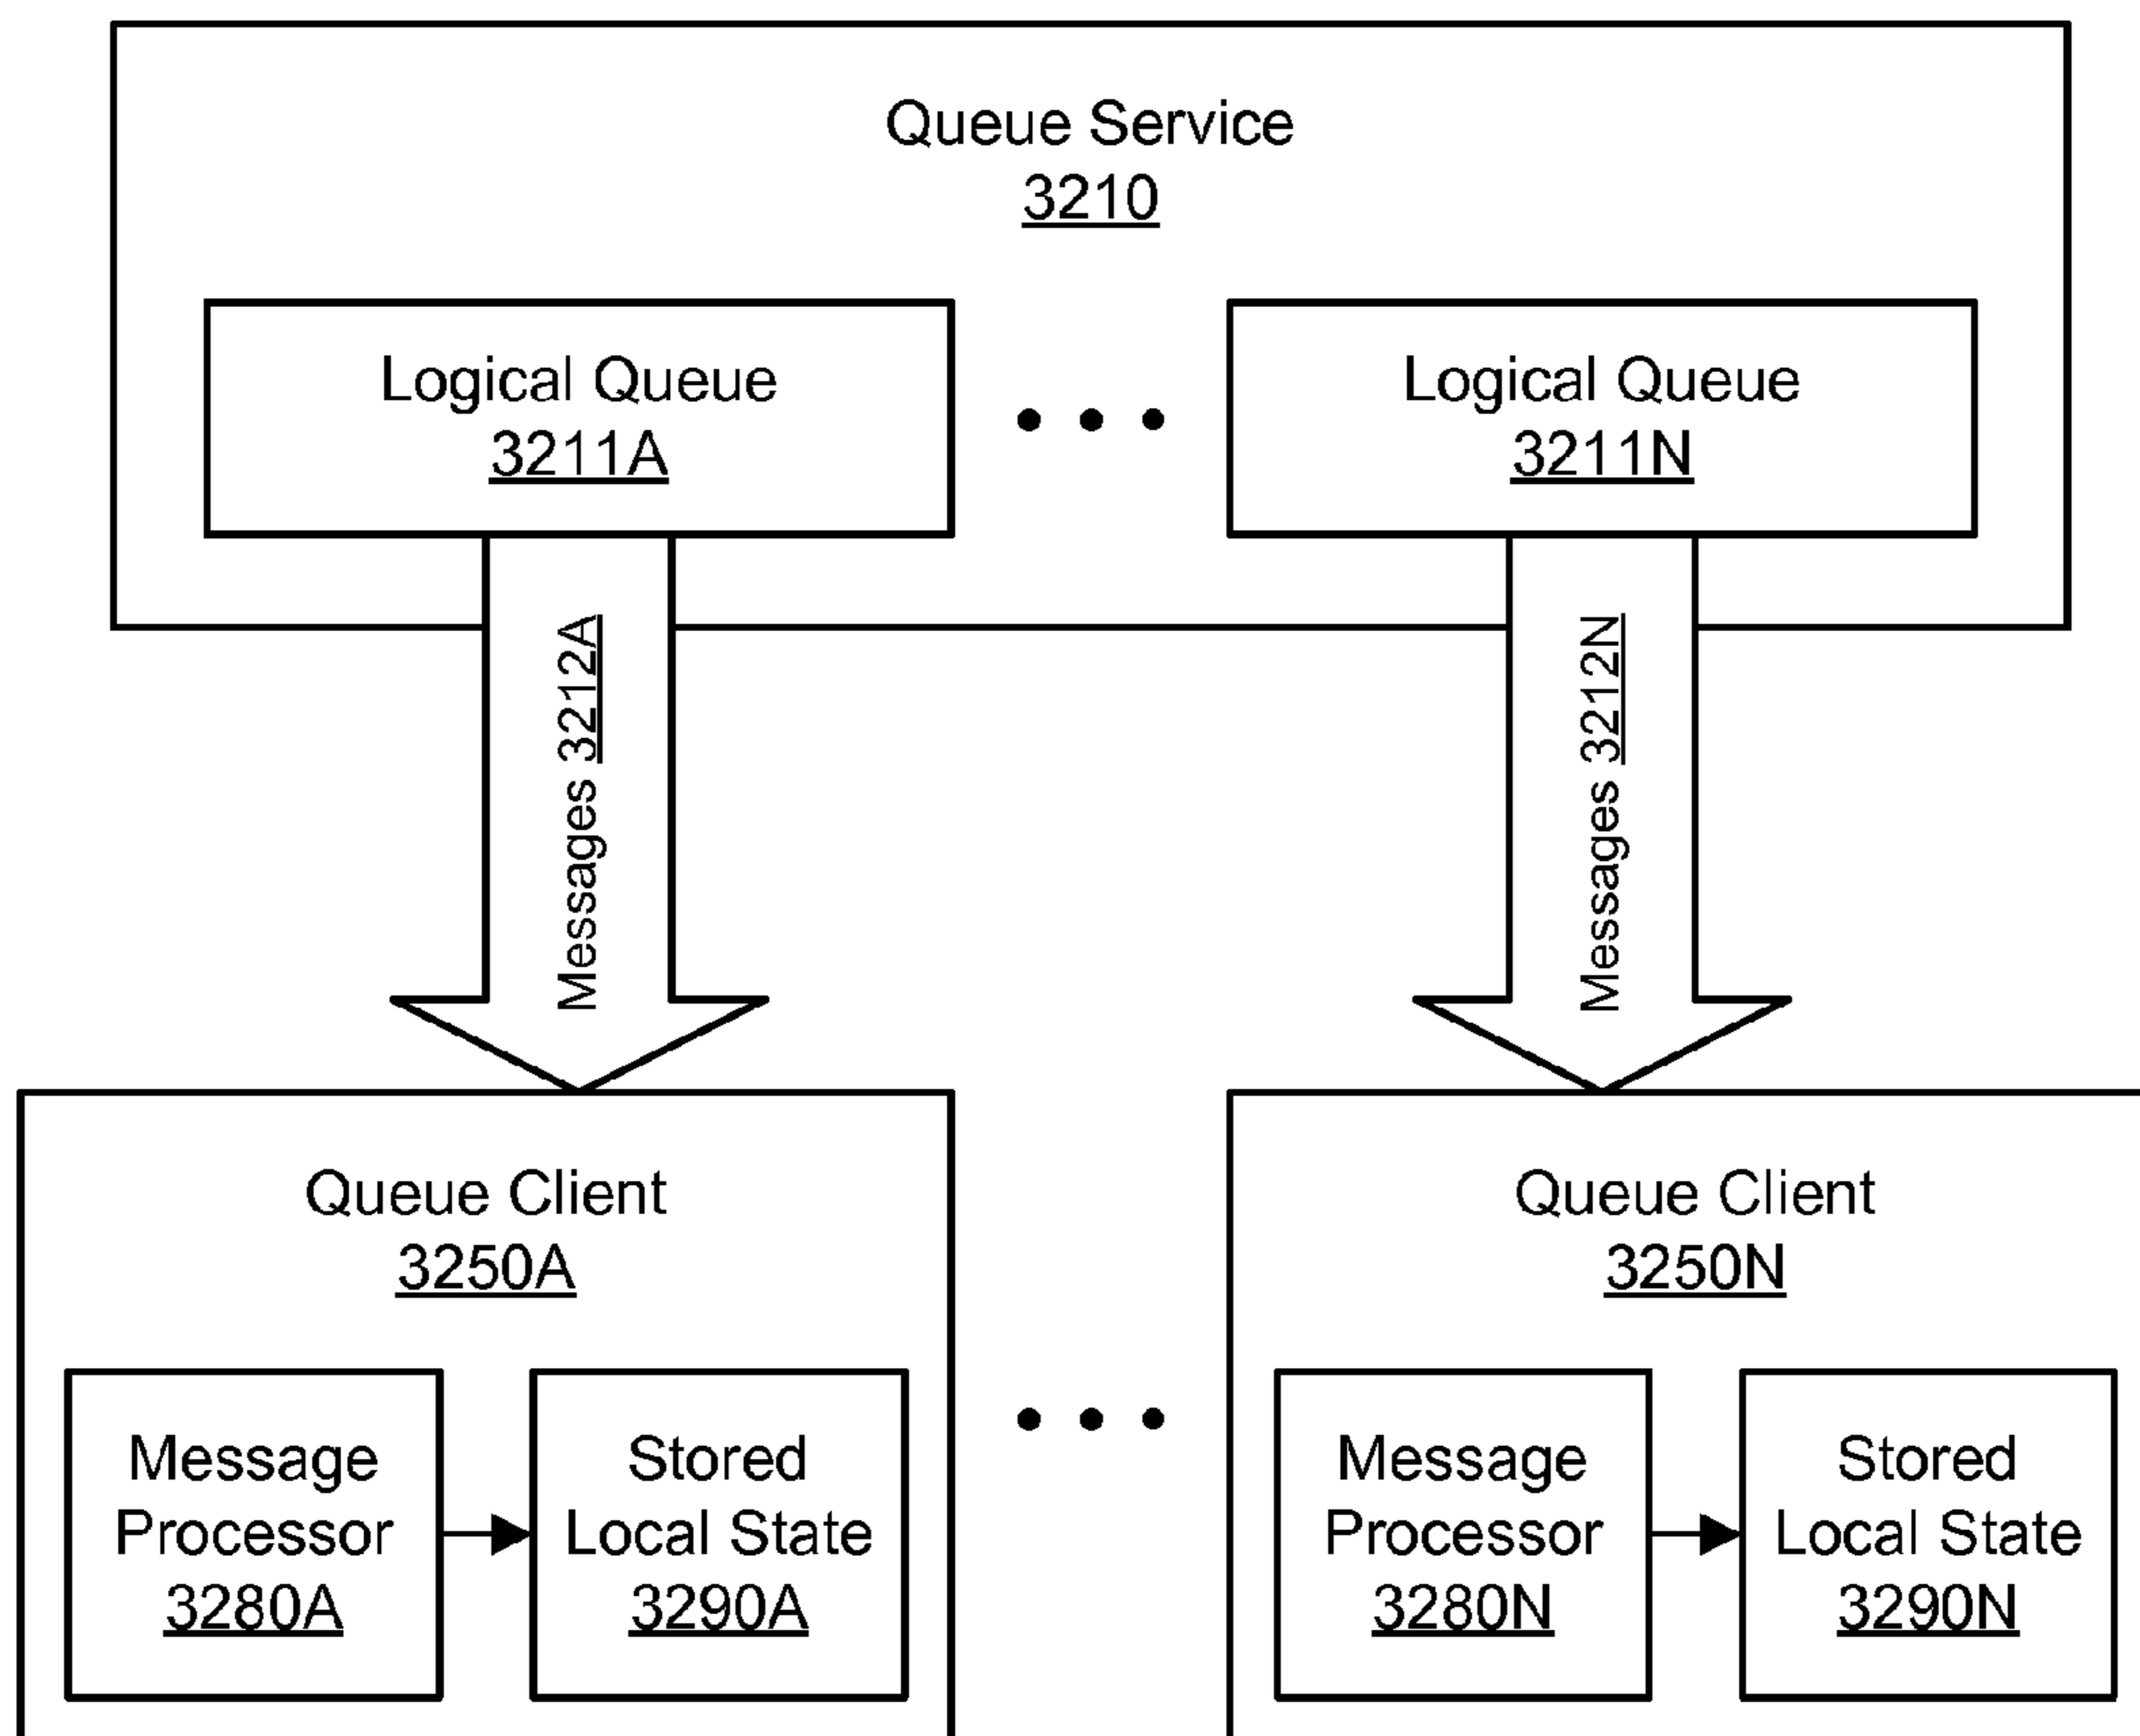 Queue Service
3210
Logical Queue
3211A
Logical Queue
3211N
Messages 3212A
Messages 3212N
Queue Client
3250A
Queue Client
3250N
Message
Processor
3280A
Stored
Local State
3290A
Message
Processor
3280N
Stored
Local State
3290N